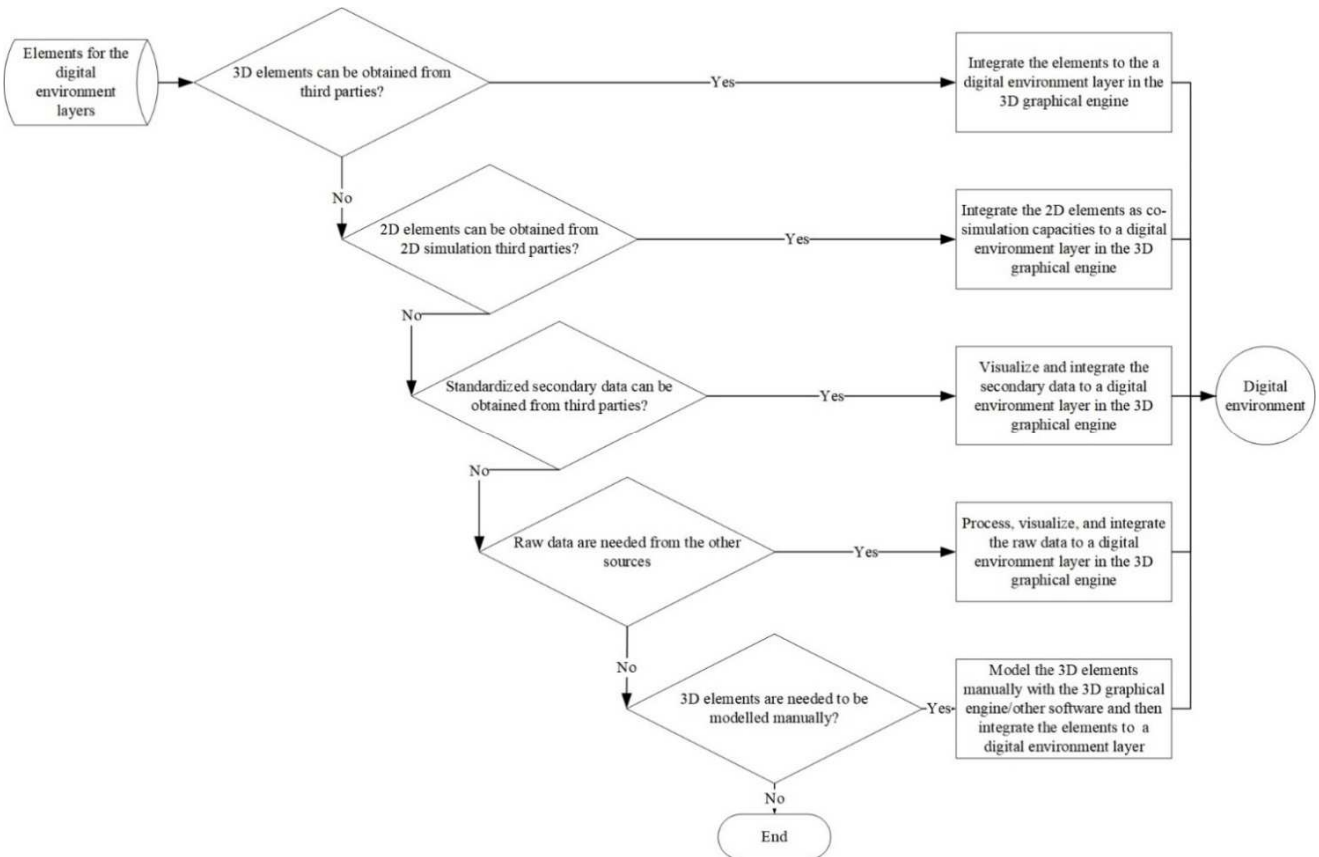 Elements for the
digital
environment
layers
3D elements can be obtained from
third parties?
Yes
Integrate the elements to the a
digital environment layer in the
3D graphical engine
No
2D elements can be obtained from
2D simulation third parties?
Yes
Integrate the 2D elements as co-
simulation capacities to a digital
environment layer in the 3D
graphical engine
No
Standardized secondary data can be
obtained from third parties?
Yes
Visualize and integrate the
secondary data to a digital
environment layer in the 3D
graphical engine
Digital
environment
No
Raw data are needed from the other
sources
Yes
Process, visualize, and integrate
the raw data to a digital
environment layer in the 3D
graphical engine
No
3D elements are needed to be
modelled manually?
Yes
Model the 3D elements
manually with the 3D graphical
engine/other software and then
integrate the elements to a
digital environment layer
No
End